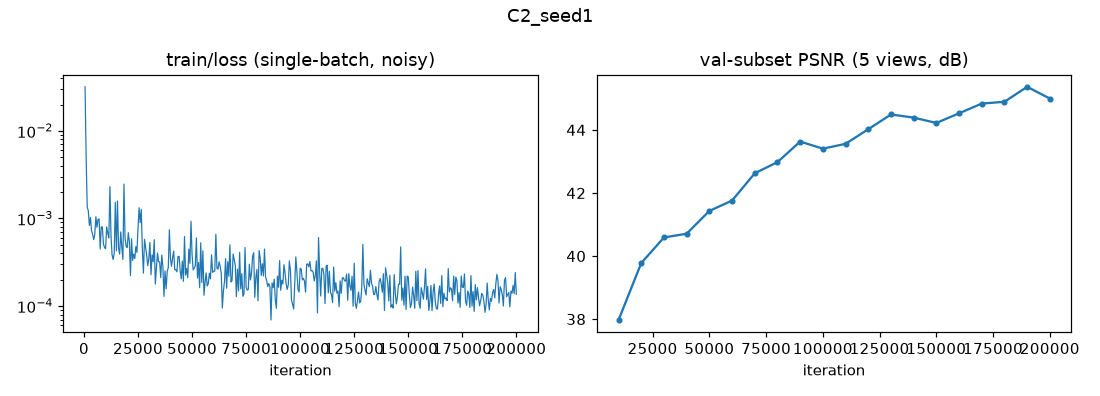 C2_seed1
train/loss (single-batch, noisy)
10⁻²
10⁻³
10⁻⁴
0 25000 50000 75000 100000 125000 150000 175000 200000
iteration
val-subset PSNR (5 views, dB)
44
42
40
38
25000 50000 75000 100000 125000 150000 175000 200000
iteration